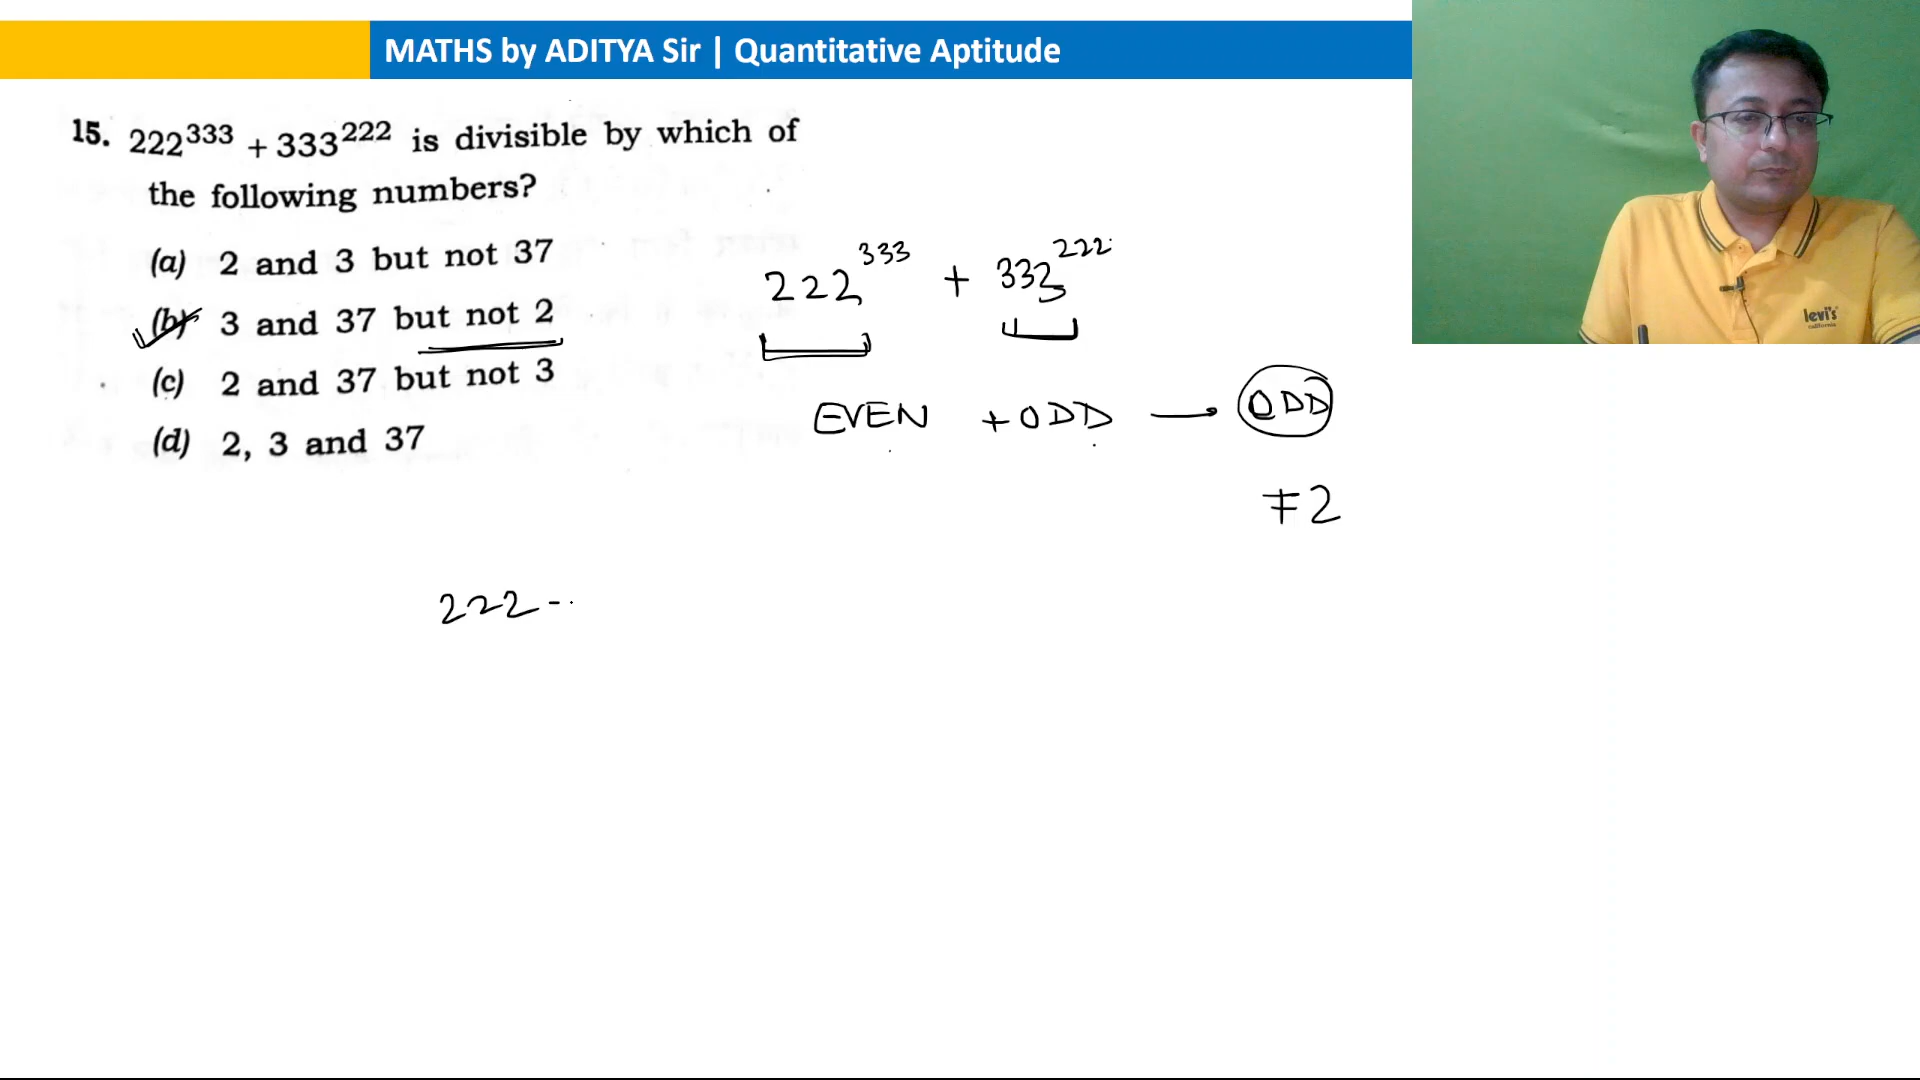 MATHS by ADITYA Sir | Quantitative Aptitude
15. 222³³³ + 333²²² is divisible by which of
the following numbers?
(a) 2 and 3 but not 37
(b) 3 and 37 but not 2
(c) 2 and 37 but not 3
(d) 2, 3 and 37
222³³³ + 333²²²
EVEN + ODD → ODD
≠ 2
222 -
levi's
california